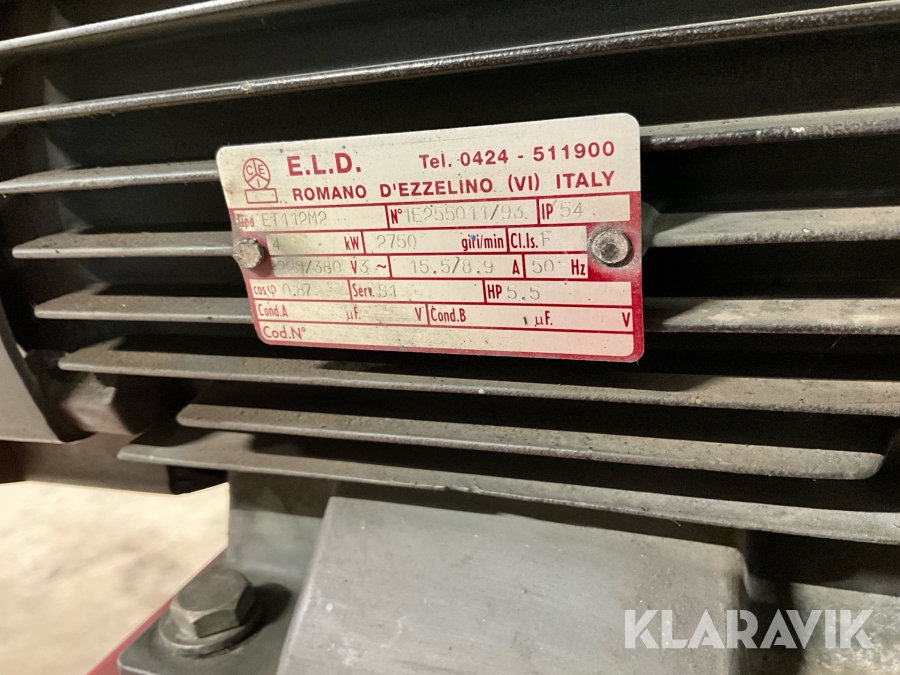 CEI
E.L.D. Tel. 0424 - 511900
ROMANO D'EZZELINO (VI) ITALY
Tipo ET112M2 N° 1E255011/93 IP 54
4 kW 2750 giri/min Cl.Is. F
220/380 V3~ 15.5/8.9 A 50 Hz
cosφ 0.87 Serv. S1 HP 5.5
Cond.A µF. V Cond.B µF. V
Cod.N°
KLARAVIK